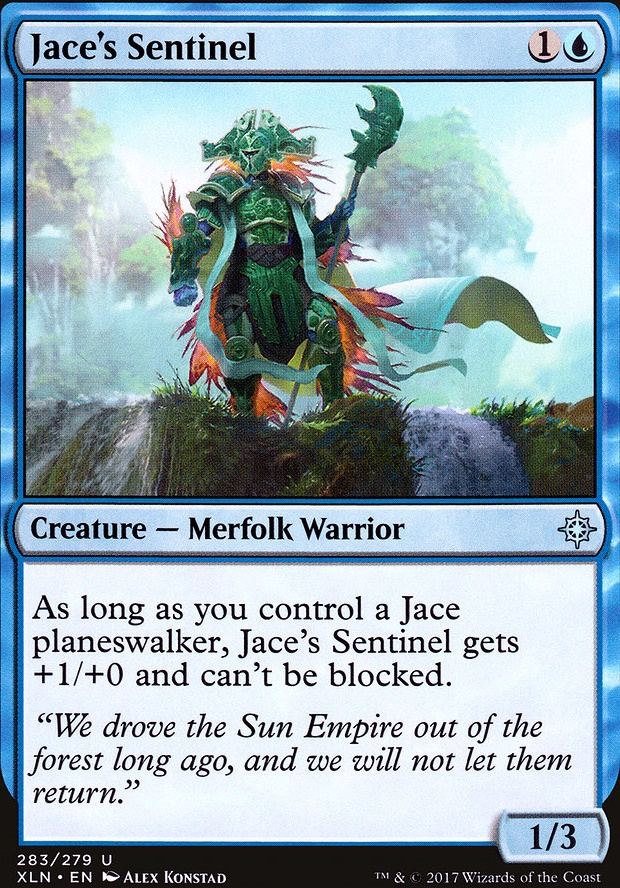 Jace's Sentinel 1
Creature — Merfolk Warrior
As long as you control a Jace
planeswalker, Jace's Sentinel gets
+1/+0 and can't be blocked.
“We drove the Sun Empire out of the
forest long ago, and we will not let them
return.”
1/3
283/279 U
XLN • EN Alex Konstad
™ & © 2017 Wizards of the Coast